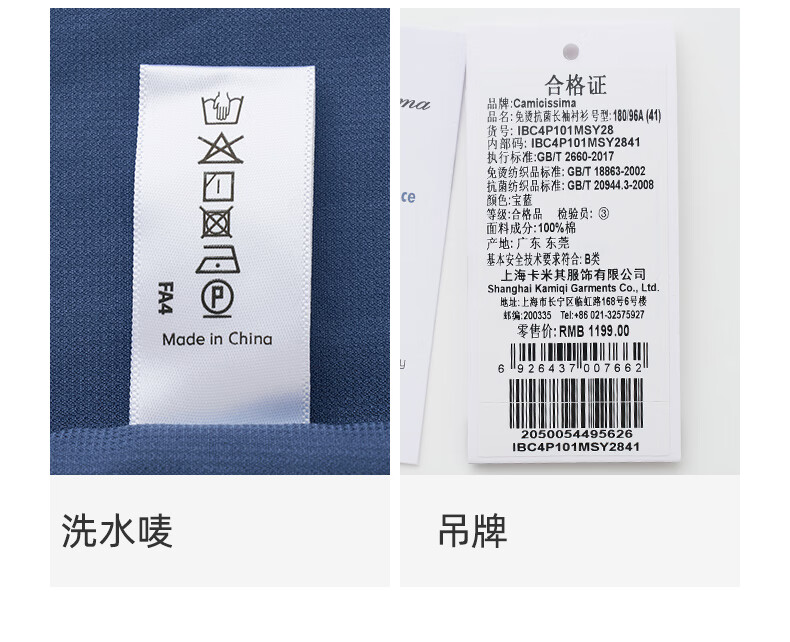 FA4
P
Made in China
洗水唛
ma
ce
y
合格证
品牌:Camicissima
品名:免烫抗菌长袖衬衫 号型:180/96A (41)
货号: IBC4P101MSY28
内部码: IBC4P101MSY2841
执行标准:GB/T 2660-2017
免烫纺织品标准: GB/T 18863-2002
抗菌纺织品标准: GB/T 20944.3-2008
颜色:宝蓝
等级:合格品 检验员: ③
面料成分:100%棉
产地: 广东 东莞
基本安全技术要求符合: B类
上海卡米其服饰有限公司
Shanghai Kamiqi Garments Co., Ltd.
地址:上海市长宁区临虹路168号6号楼
邮编:200335 Tel:+86 021-32575927
零售价: RMB 1199.00
6 926437 007662
2050054495626
IBC4P101MSY2841
吊牌